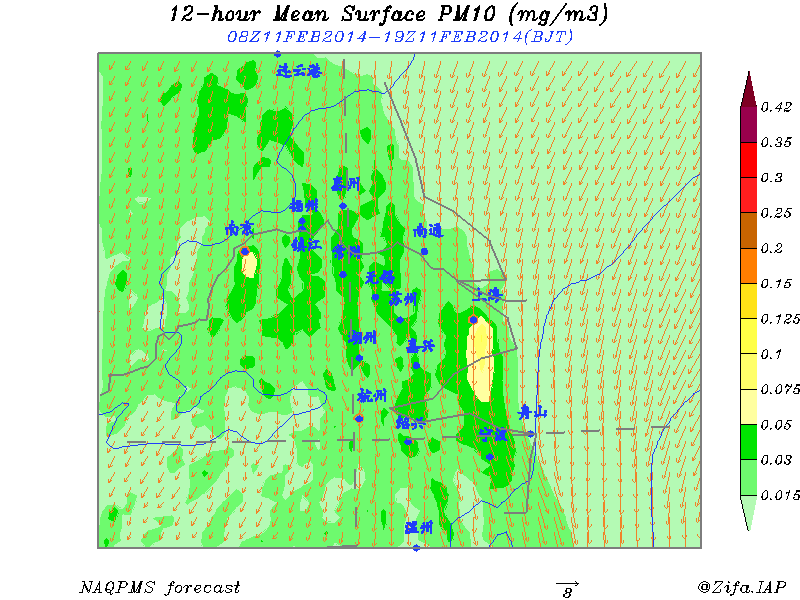 12-hour Mean Surface PM10 (mg/m3)
08Z11FEB2014-19Z11FEB2014(BJT)
连云港
0.42
0.35
0.3
0.25
0.2
0.15
0.125
0.1
0.075
0.05
0.03
0.015
泰州
扬州
南京
镇江
常州
南通
无锡
苏州
上海
湖州
嘉兴
杭州
绍兴
舟山
宁波
温州
NAQPMS forecast
8
@Zifa.IAP